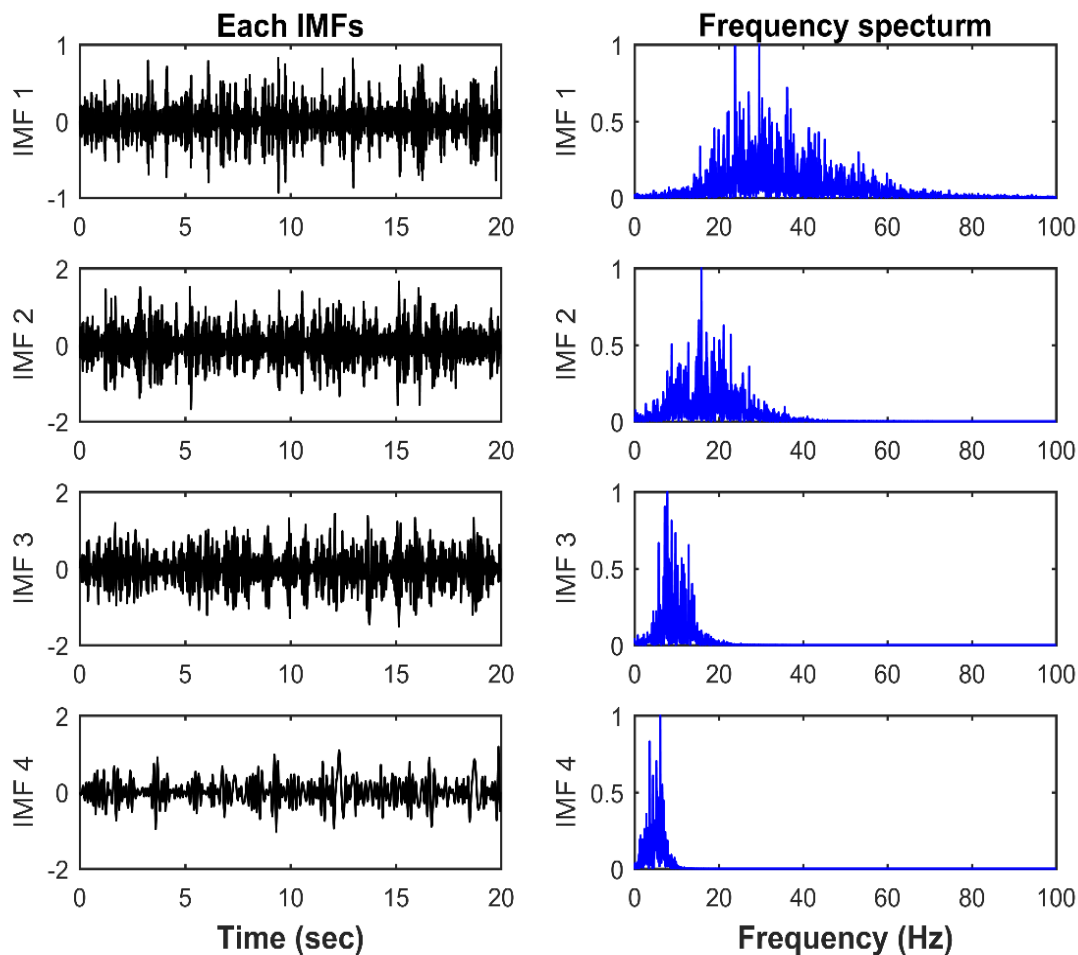 Each IMFs
Frequency specturm
IMF 1
1
0
-1
0 5 10 15 20
IMF 1
1
0.5
0
0 20 40 60 80 100
IMF 2
2
0
-2
0 5 10 15 20
IMF 2
1
0.5
0
0 20 40 60 80 100
IMF 3
2
0
-2
0 5 10 15 20
IMF 3
1
0.5
0
0 20 40 60 80 100
IMF 4
2
0
-2
0 5 10 15 20
Time (sec)
IMF 4
1
0.5
0
0 20 40 60 80 100
Frequency (Hz)